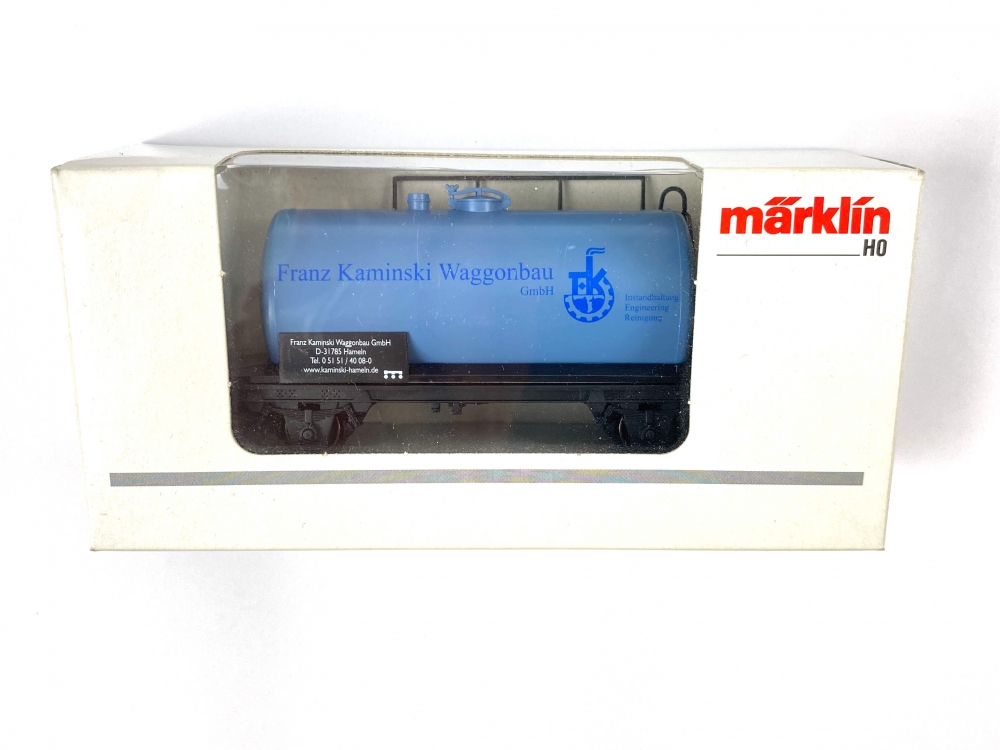 märklin
H0
Franz Kaminski Waggonbau
GmbH
FK
Instandhaltung
Engineering
Reinigung
Franz Kaminski Waggonbau GmbH
D-31785 Hameln
Tel. 0 51 51 / 40 08-0
www.kaminski-hameln.de